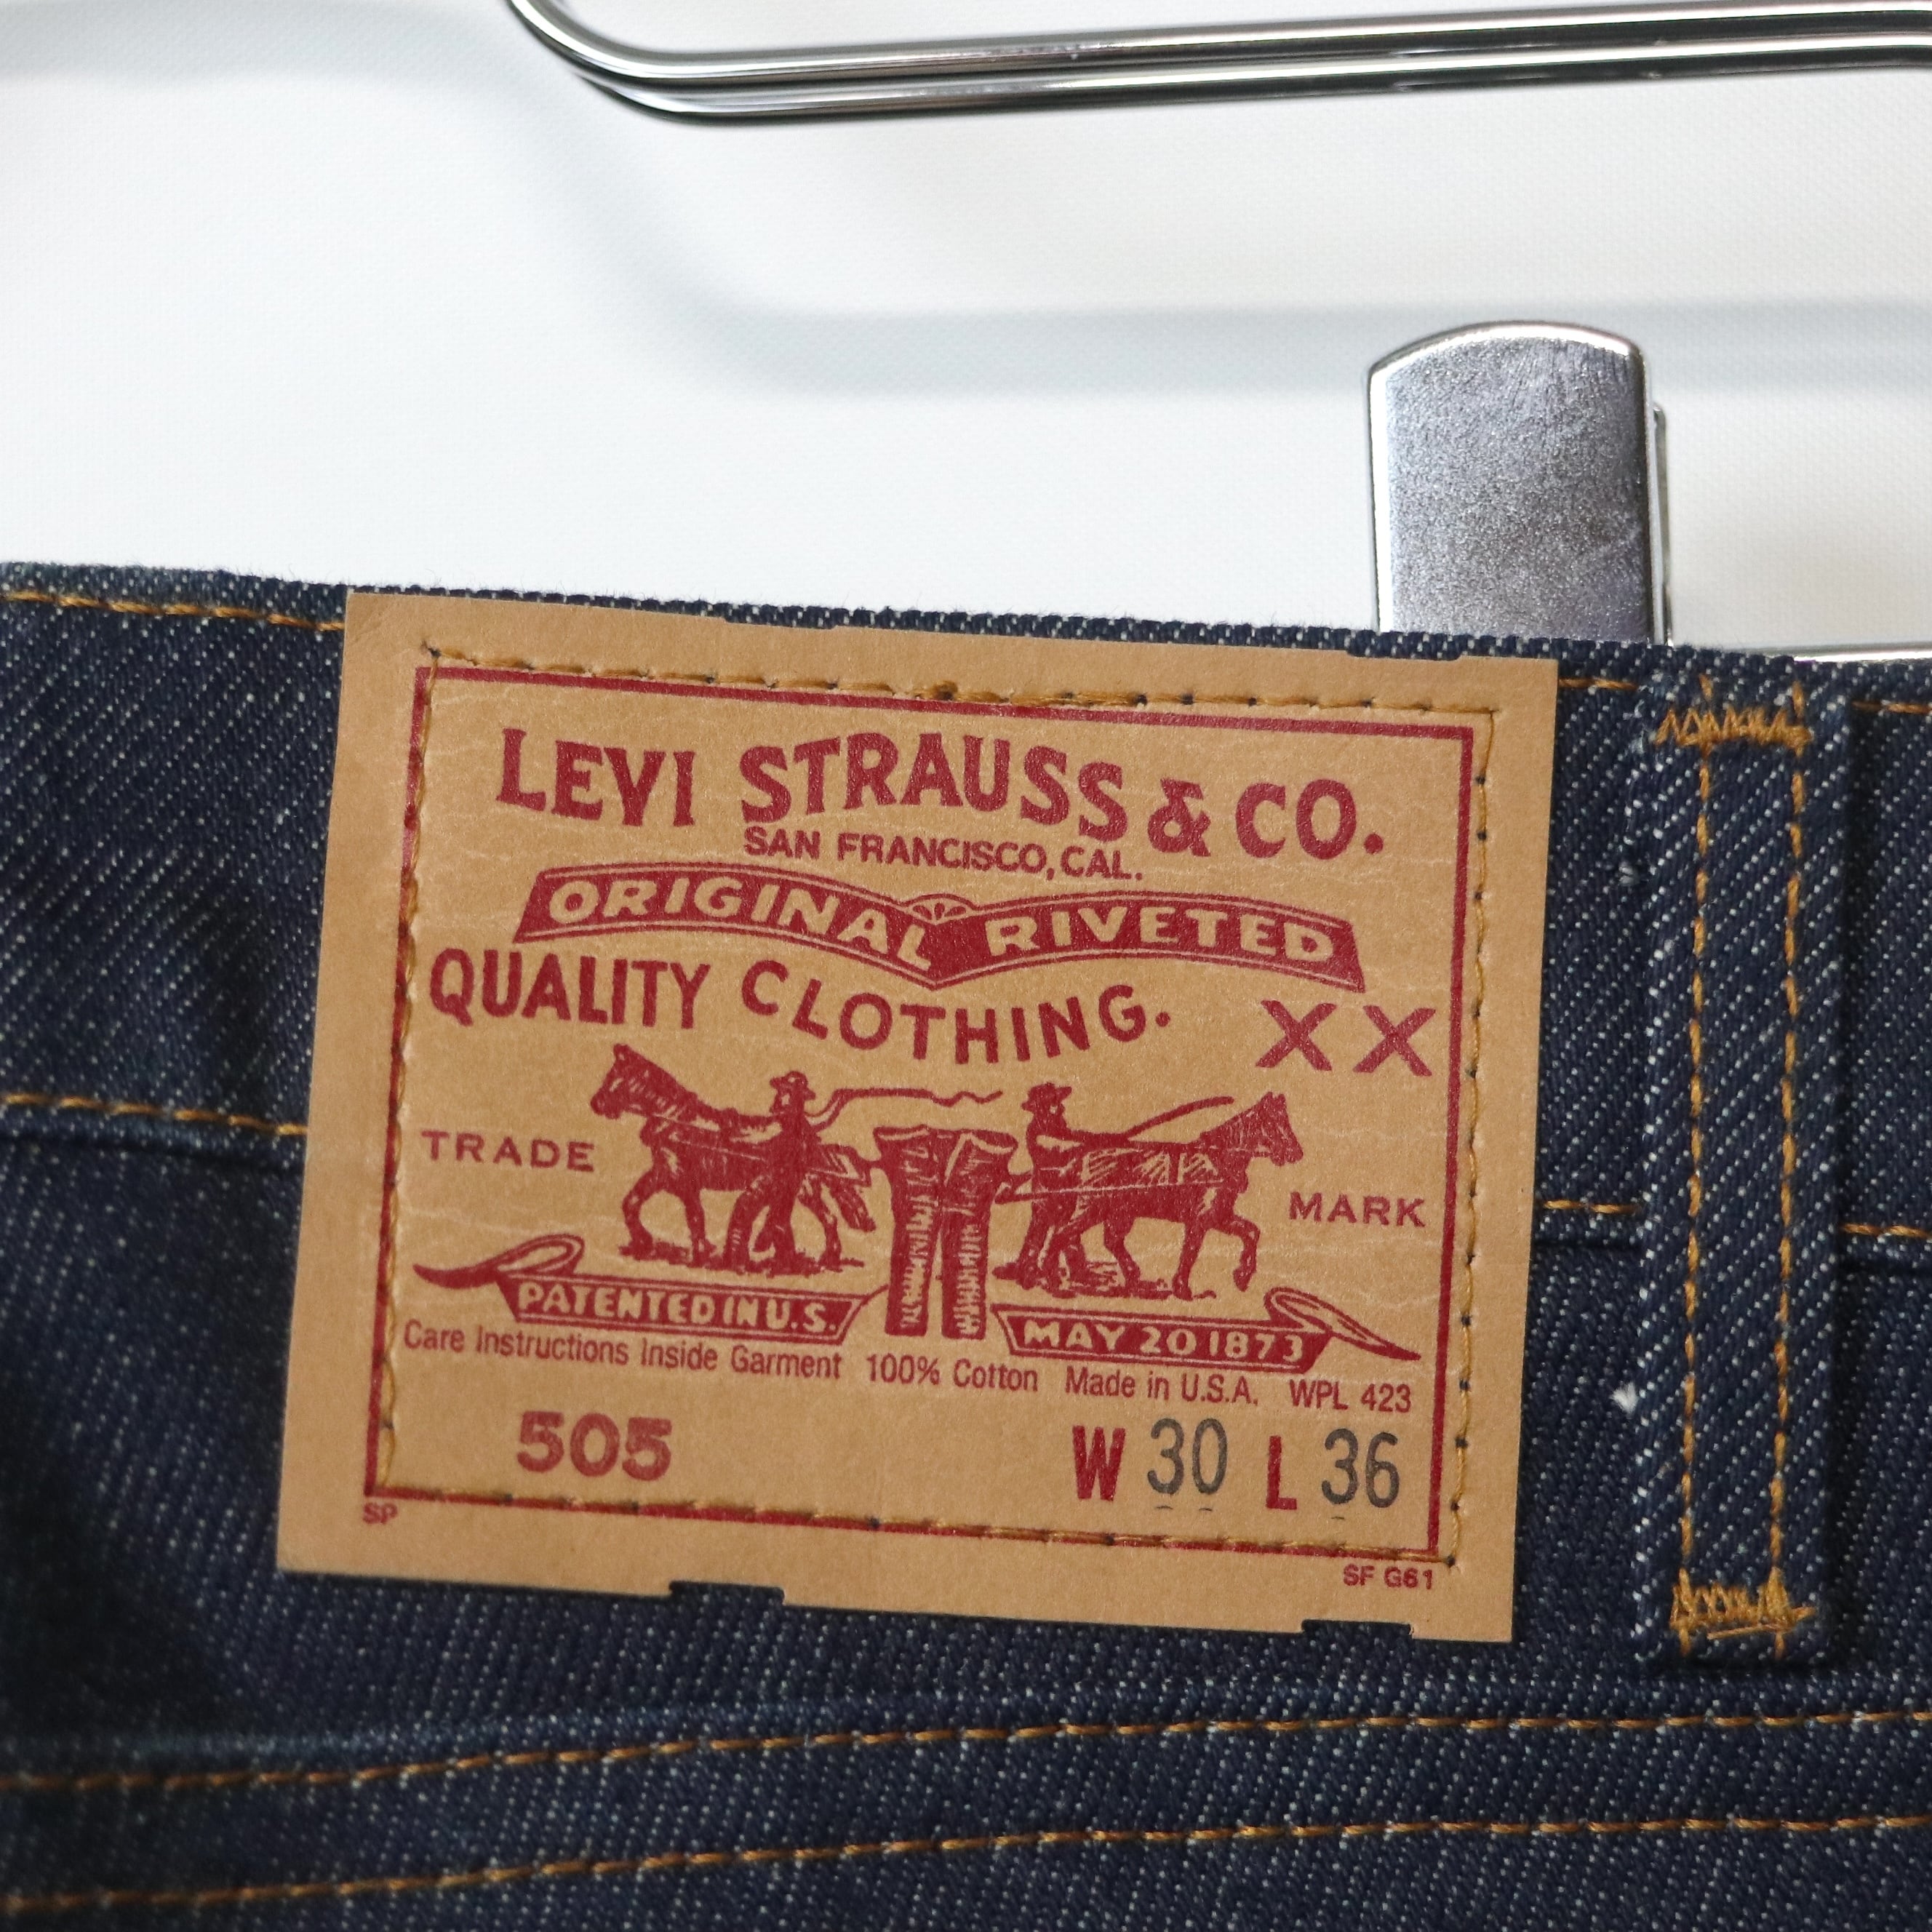 LEVI STRAUSS & CO.
SAN FRANCISCO, CAL.
ORIGINAL RIVETED
QUALITY CLOTHING. XX
TRADE MARK
PATENTED IN U.S. MAY 20 1873
Care Instructions Inside Garment 100% Cotton Made in U.S.A. WPL 423
505 W 30 L 36
SP
SF G61